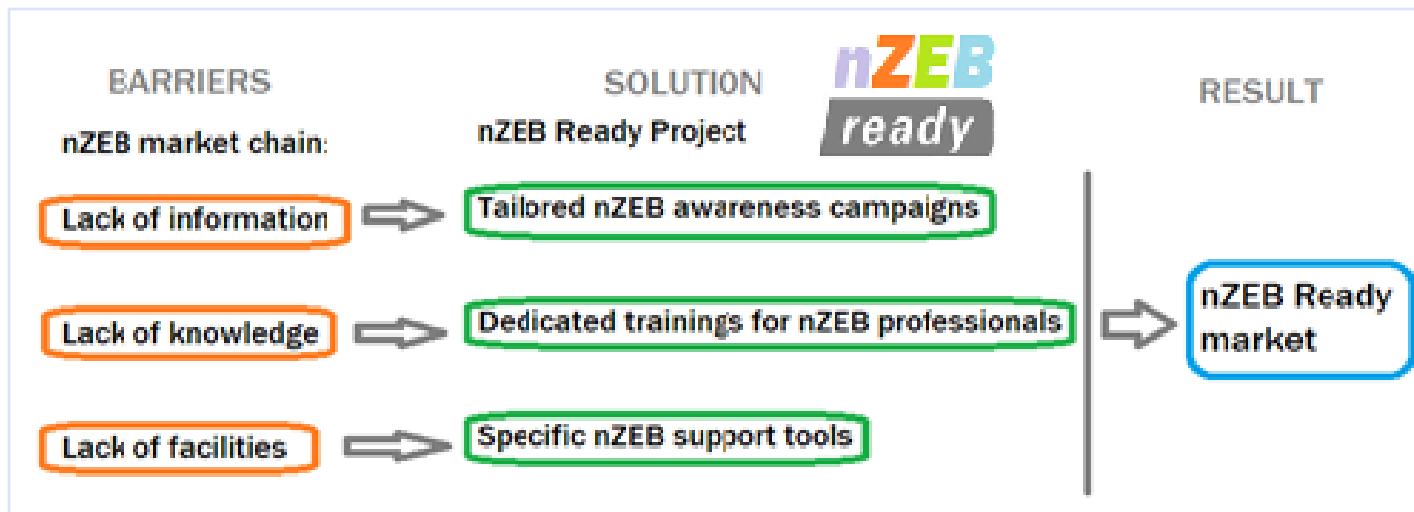 BARRIERS
nZEB market chain:
Lack of information
Lack of knowledge
Lack of facilities
SOLUTION
nZEB Ready Project
nZEB
ready
Tailored nZEB awareness campaigns
Dedicated trainings for nZEB professionals
Specific nZEB support tools
RESULT
nZEB Ready
market